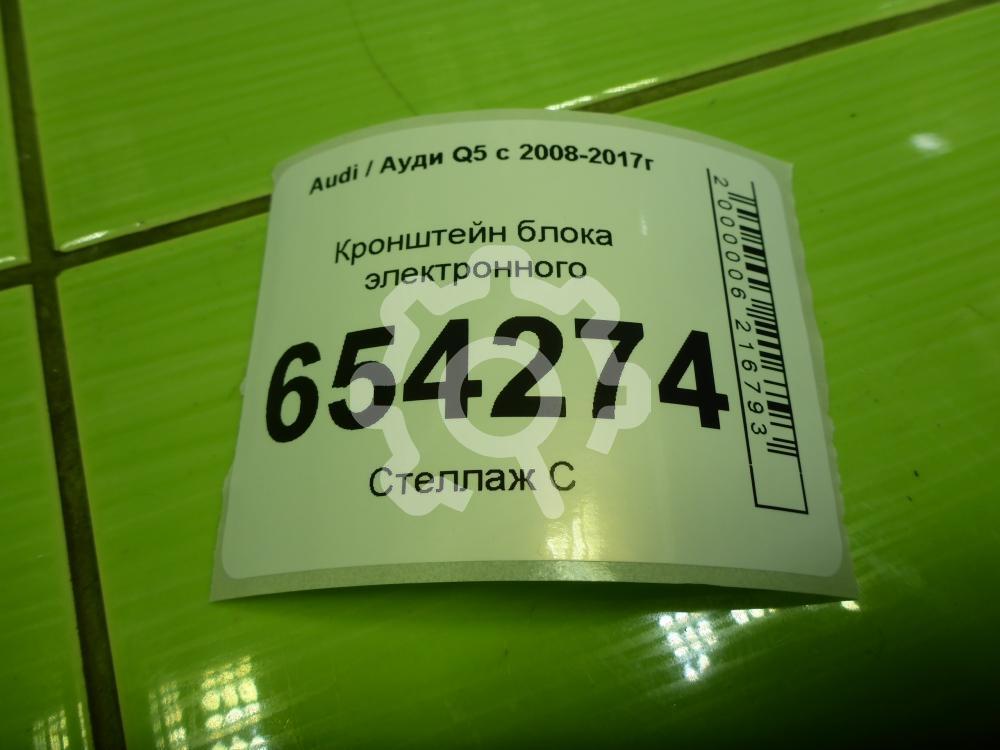 Audi / Ауди Q5 с 2008-2017г
Кронштейн блока
электронного
654274
Стеллаж С
2000006216793